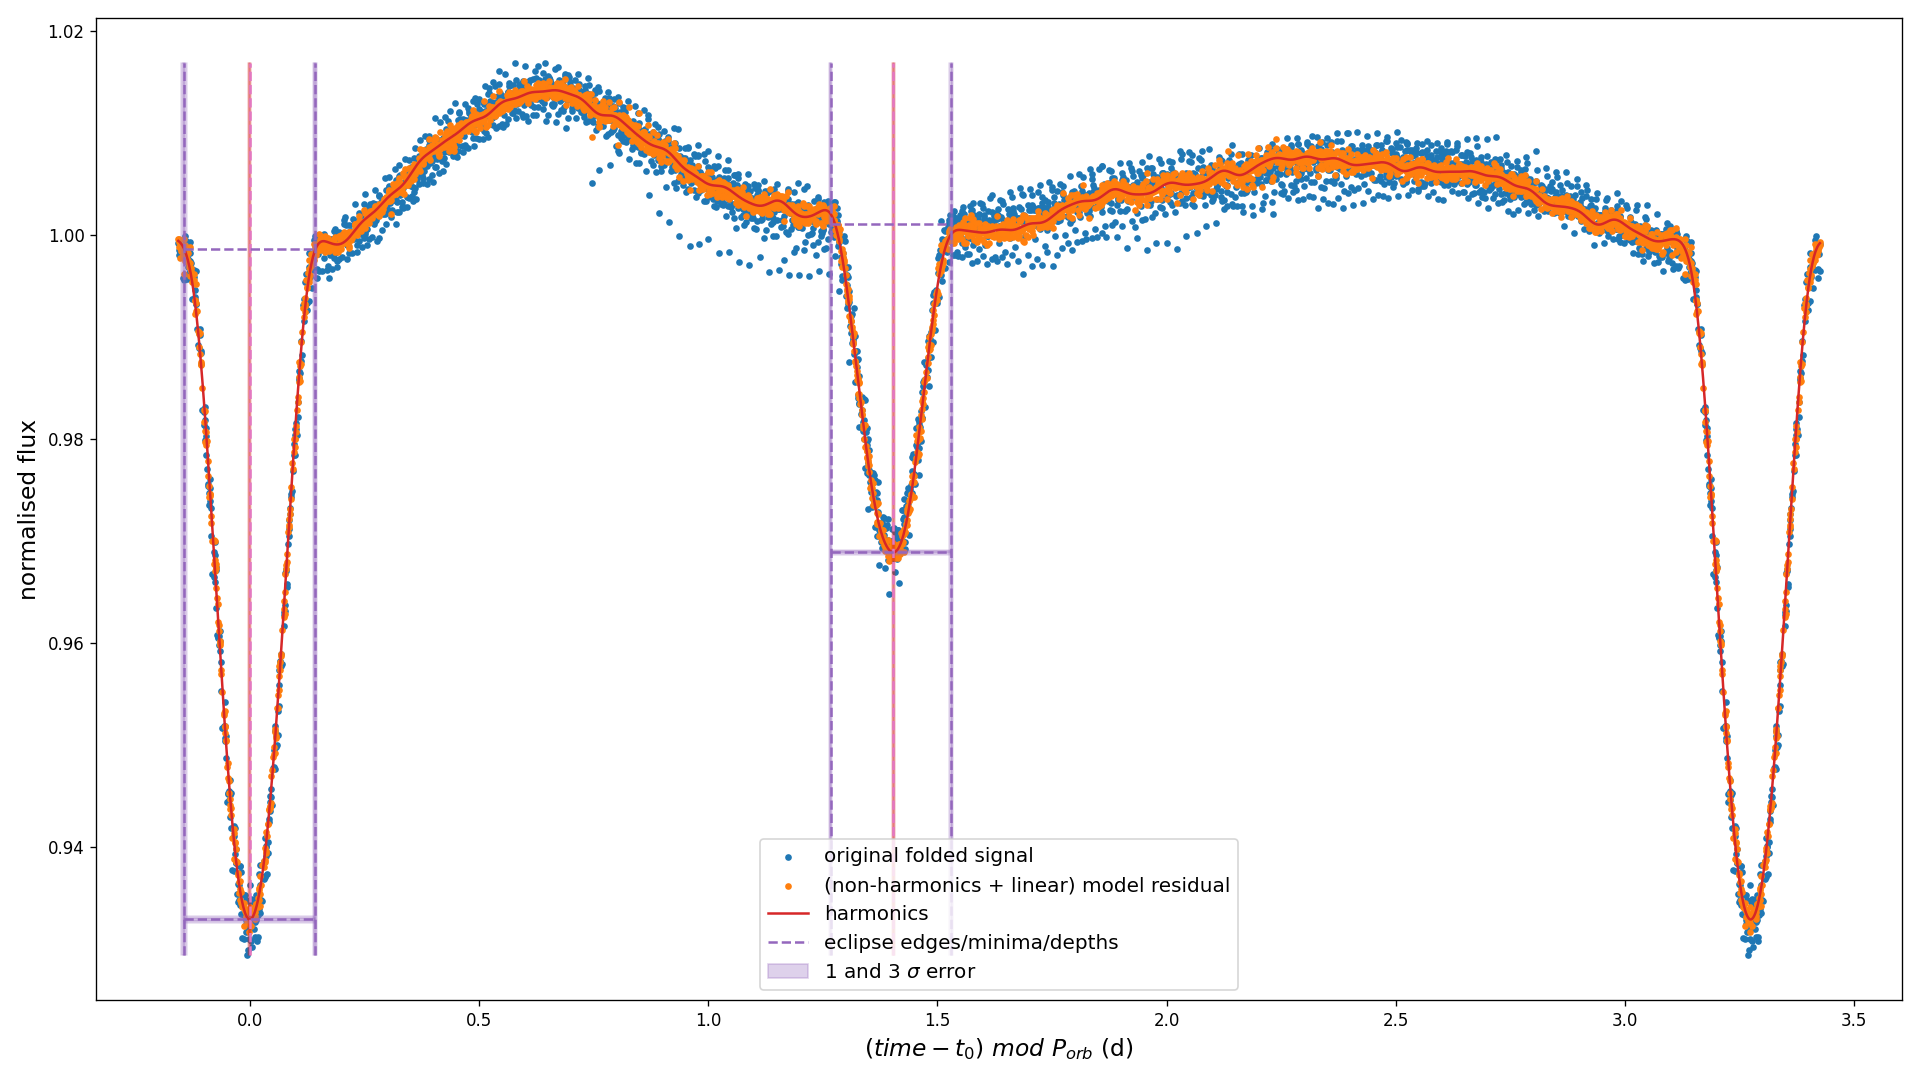 1.02
1.00
0.98
0.96
0.94
normalised flux
original folded signal
(non-harmonics + linear) model residual
harmonics
eclipse edges/minima/depths
1 and 3 σ error
0.0 0.5 1.0 1.5 2.0 2.5 3.0 3.5
(time − t₀) mod Pₒᵣb (d)